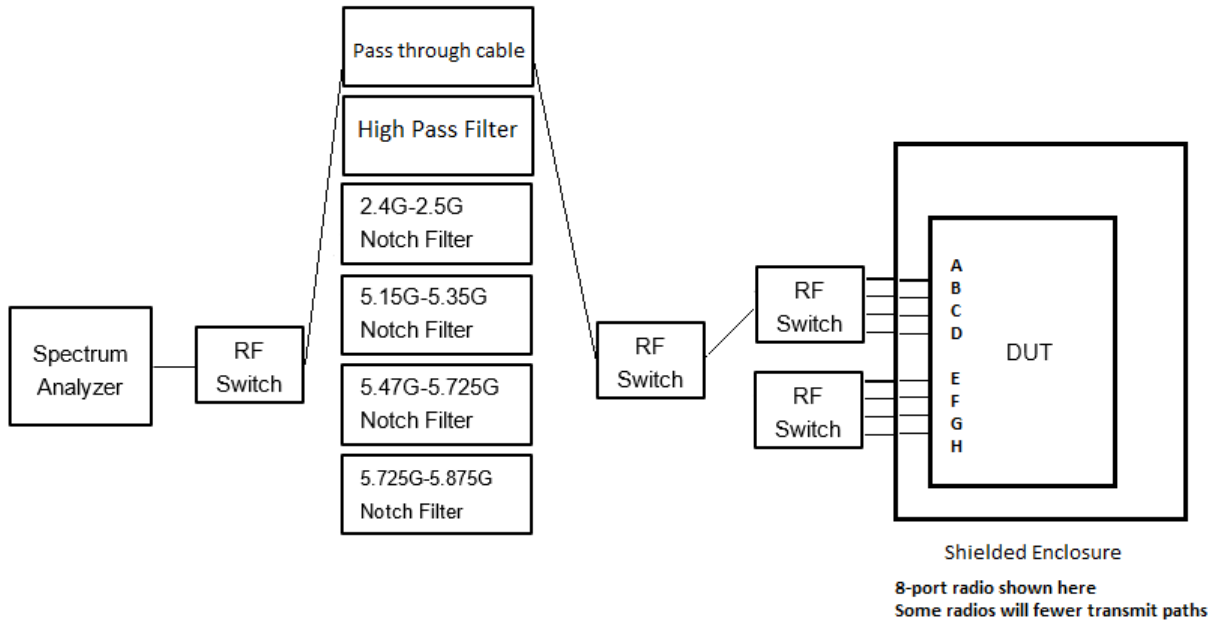 Pass through cable
High Pass Filter
2.4G-2.5G
Notch Filter
5.15G-5.35G
Notch Filter
5.47G-5.725G
Notch Filter
5.725G-5.875G
Notch Filter
Spectrum
Analyzer
RF
Switch
RF
Switch
RF
Switch
RF
Switch
A
B
C
D
E
F
G
H
DUT
Shielded Enclosure
8-port radio shown here
Some radios will fewer transmit paths